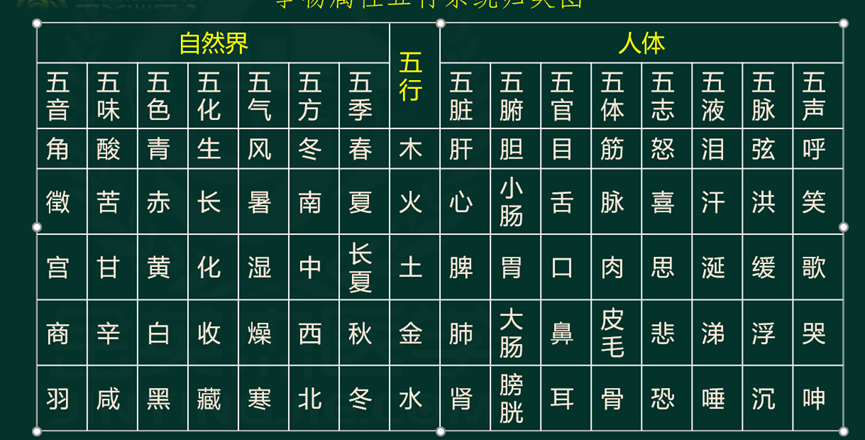 事物属性五行系统归类图
自然界 五行 人体
五音 五味 五色 五化 五气 五方 五季 五脏 五腑 五官 五体 五志 五液 五脉 五声
角 酸 青 生 风 冬 春 木 肝 胆 目 筋 怒 泪 弦 呼
徵 苦 赤 长 暑 南 夏 火 心 小肠 舌 脉 喜 汗 洪 笑
宫 甘 黄 化 湿 中 长夏 土 脾 胃 口 肉 思 涎 缓 歌
商 辛 白 收 燥 西 秋 金 肺 大肠 鼻 皮毛 悲 涕 浮 哭
羽 咸 黑 藏 寒 北 冬 水 肾 膀胱 耳 骨 恐 唾 沉 呻